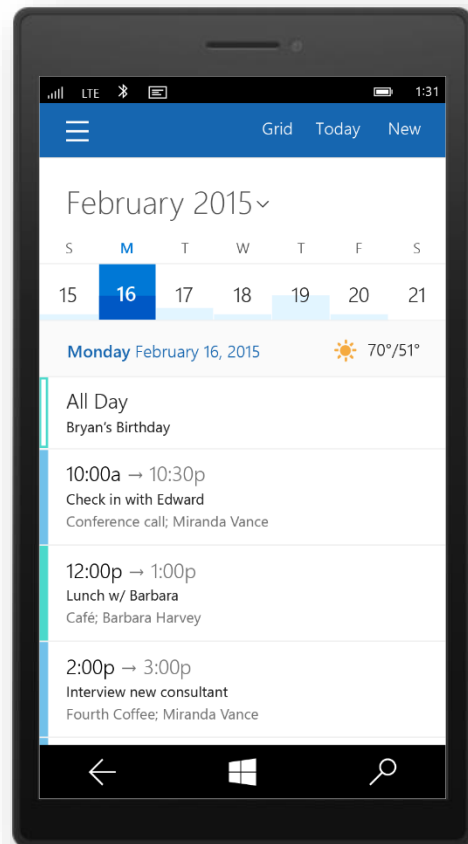 LTE 1:31
Grid Today New
February 2015
S M T W T F S
15 16 17 18 19 20 21
Monday February 16, 2015 70°/51°
All Day
Bryan's Birthday
10:00a → 10:30p
Check in with Edward
Conference call; Miranda Vance
12:00p → 1:00p
Lunch w/ Barbara
Café; Barbara Harvey
2:00p → 3:00p
Interview new consultant
Fourth Coffee; Miranda Vance